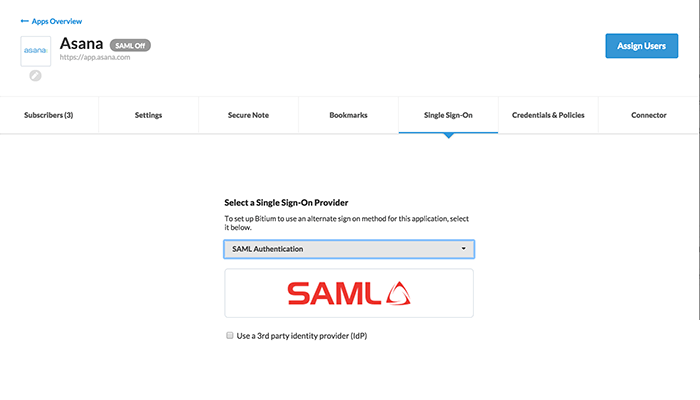 ← Apps Overview
asana:
Asana SAML Off
https://app.asana.com
Assign Users
Subscribers (3) Settings Secure Note Bookmarks Single Sign-On Credentials & Policies Connector
Select a Single Sign-On Provider
To set up Bitium to use an alternate sign on method for this application, select
it below.
SAML Authentication
SAML
Use a 3rd party identity provider (IdP)